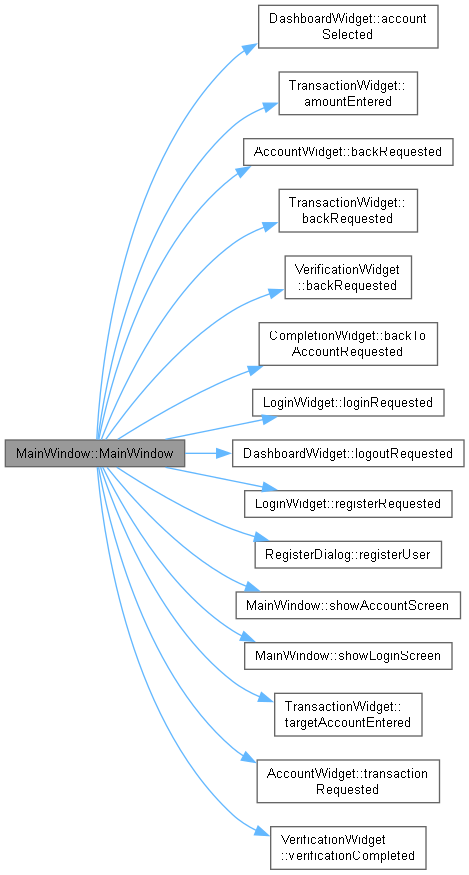 DashboardWidget::account
Selected
TransactionWidget::
amountEntered
AccountWidget::backRequested
TransactionWidget::
backRequested
VerificationWidget
::backRequested
CompletionWidget::backTo
AccountRequested
LoginWidget::loginRequested
MainWindow::MainWindow
DashboardWidget::logoutRequested
LoginWidget::registerRequested
RegisterDialog::registerUser
MainWindow::showAccountScreen
MainWindow::showLoginScreen
TransactionWidget::
targetAccountEntered
AccountWidget::transaction
Requested
VerificationWidget
::verificationCompleted